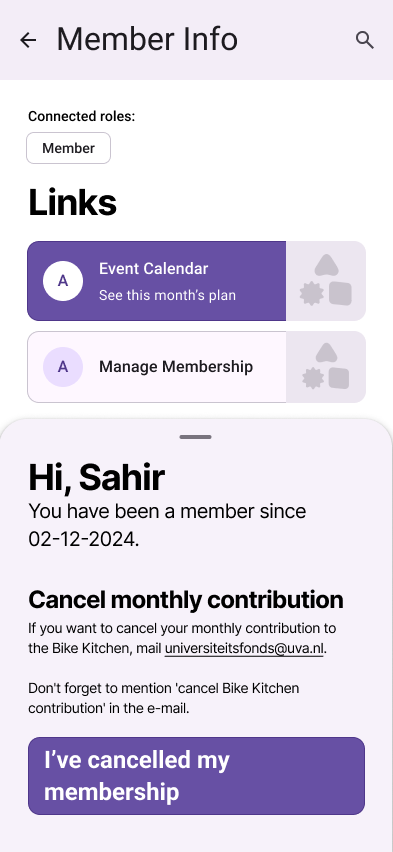 Member Info
Connected roles:
Member
Links
A
Event Calendar
See this month's plan
A
Manage Membership
Hi, Sahir
You have been a member since
02-12-2024.
Cancel monthly contribution
If you want to cancel your monthly contribution to
the Bike Kitchen, mail universiteitsfonds@uva.nl.
Don't forget to mention 'cancel Bike Kitchen
contribution' in the e-mail.
I've cancelled my
membership